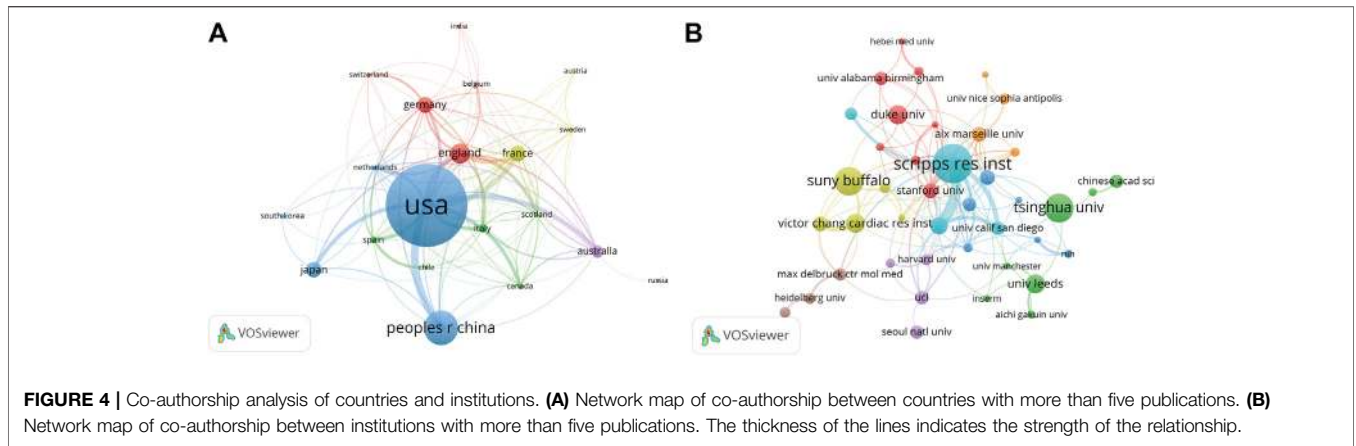 A
india
switzerland
belgium
austria
germany
sweden
england
france
netherlands
usa
south korea
scotland
spain
italy
australia
japan
chile
canada
russia
peoples r china
VOSviewer
B
hebei med univ
univ alabama birmingham
univ nice sophia antipolis
duke univ
aix marseille univ
scripps res inst
suny buffalo
stanford univ
chinese acad sci
tsinghua univ
victor chang cardiac res inst
univ calif san diego
harvard univ
univ manchester
max delbruck ctr mol med
univ leeds
heidelberg univ
ucl
inserm
aichi gakuin univ
seoul natl univ
VOSviewer
FIGURE 4 | Co-authorship analysis of countries and institutions. (A) Network map of co-authorship between countries with more than five publications. (B)
Network map of co-authorship between institutions with more than five publications. The thickness of the lines indicates the strength of the relationship.